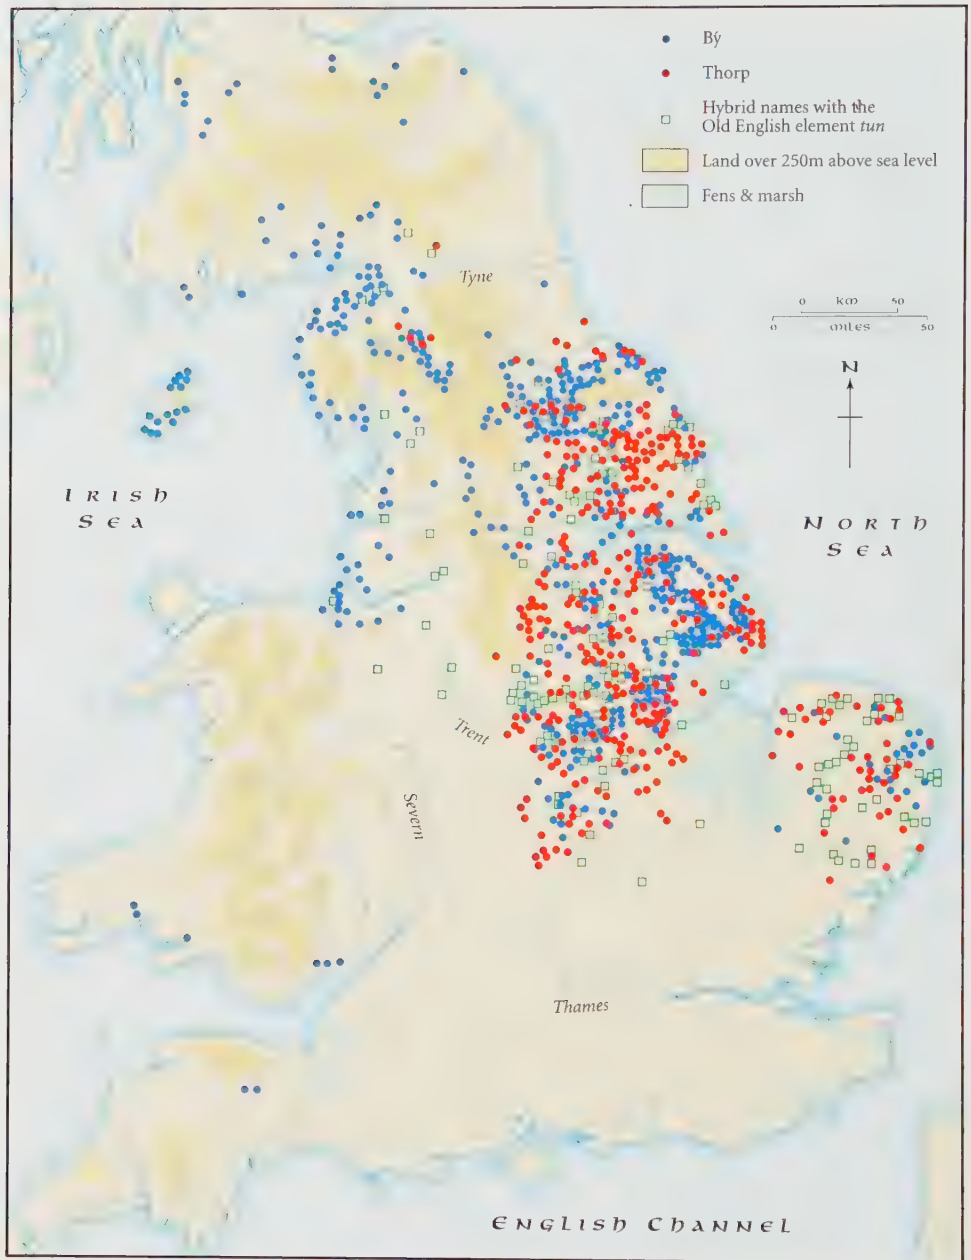 Bý
Thorp
Hybrid names with the
Old English element tun
Land over 250m above sea level
Fens & marsh
Tyne
0 km 50
0 miles 50
N
Irish
Sea
North
Sea
Trent
Severn
Thames
English Channel